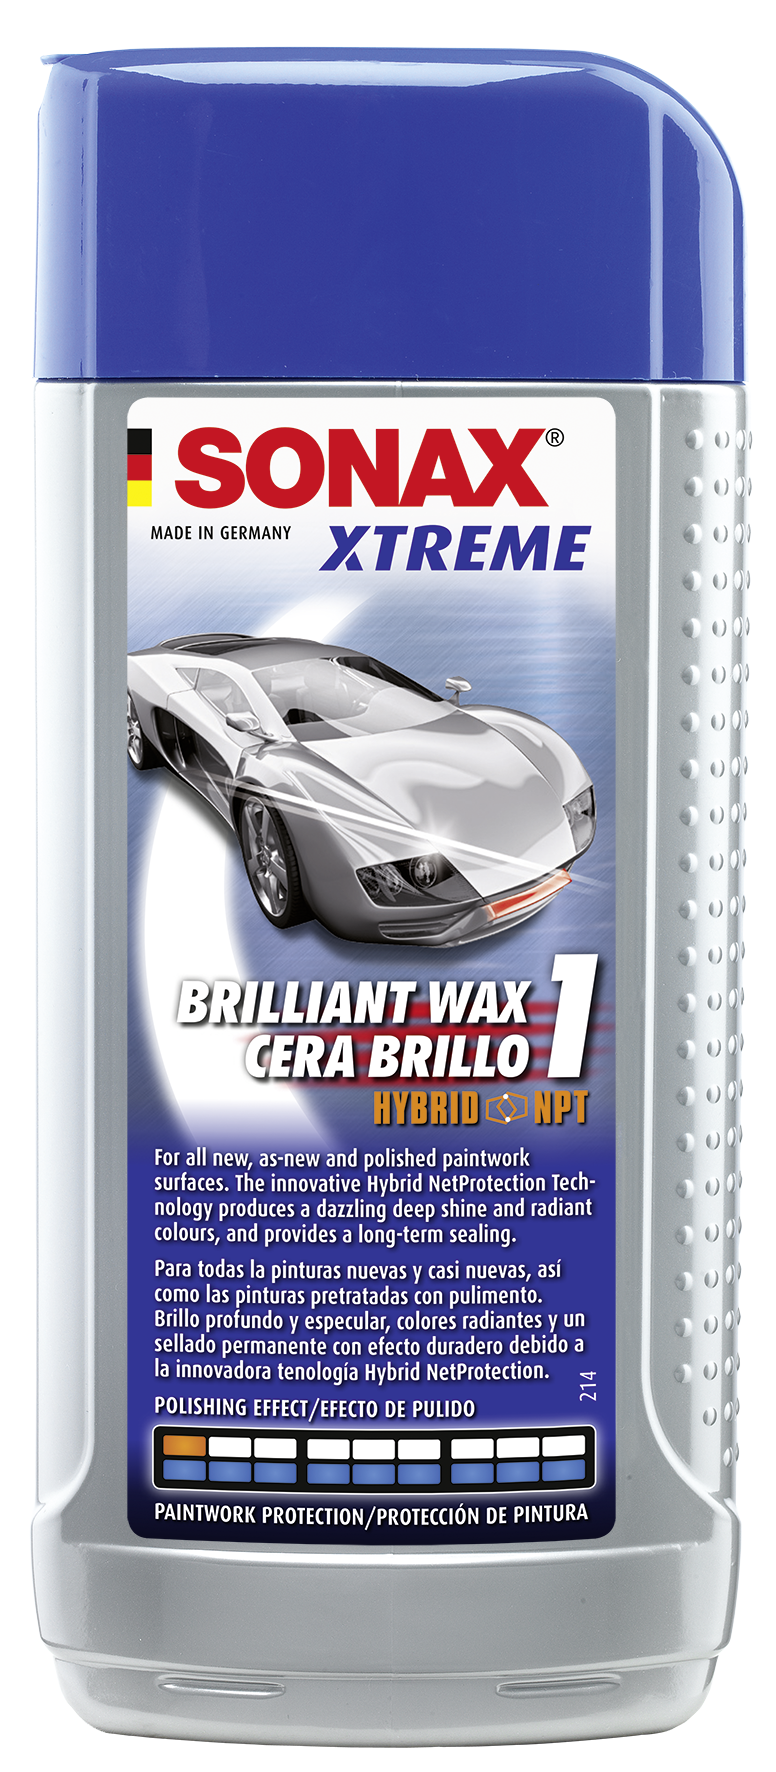 SONAX®
MADE IN GERMANY
XTREME
BRILLIANT WAX 1
CERA BRILLO
HYBRID NPT
For all new, as-new and polished paintwork
surfaces. The innovative Hybrid NetProtection Tech-
nology produces a dazzling deep shine and radiant
colours, and provides a long-term sealing.
Para todas la pinturas nuevas y casi nuevas, así
como las pinturas pretratadas con pulimento.
Brillo profundo y especular, colores radiantes y un
sellado permanente con efecto duradero debido a
la innovadora tenología Hybrid NetProtection.
214
POLISHING EFFECT/EFECTO DE PULIDO
PAINTWORK PROTECTION/PROTECCIÓN DE PINTURA